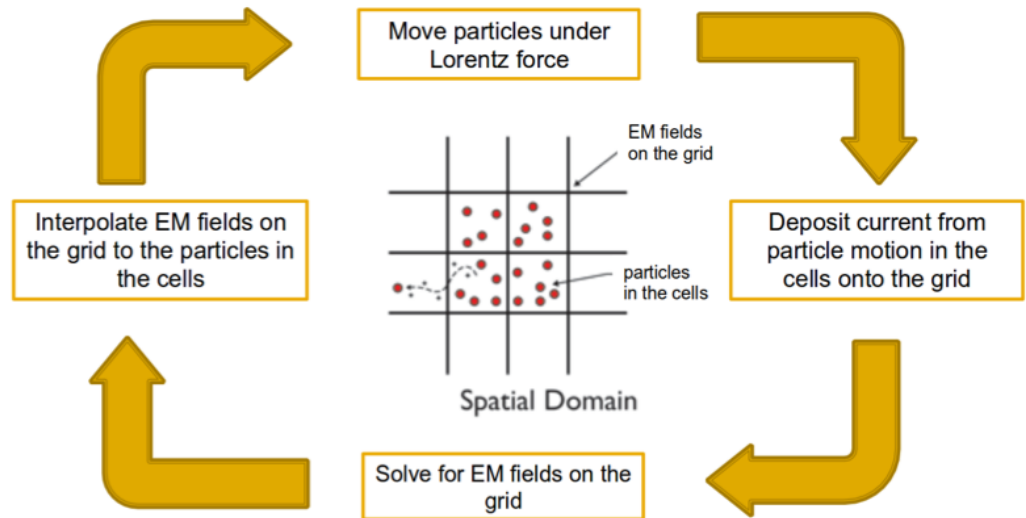 Move particles under
Lorentz force
EM fields
on the grid
Interpolate EM fields on
the grid to the particles in
the cells
Deposit current from
particle motion in the
cells onto the grid
particles
in the cells
Spatial Domain
Solve for EM fields on the
grid